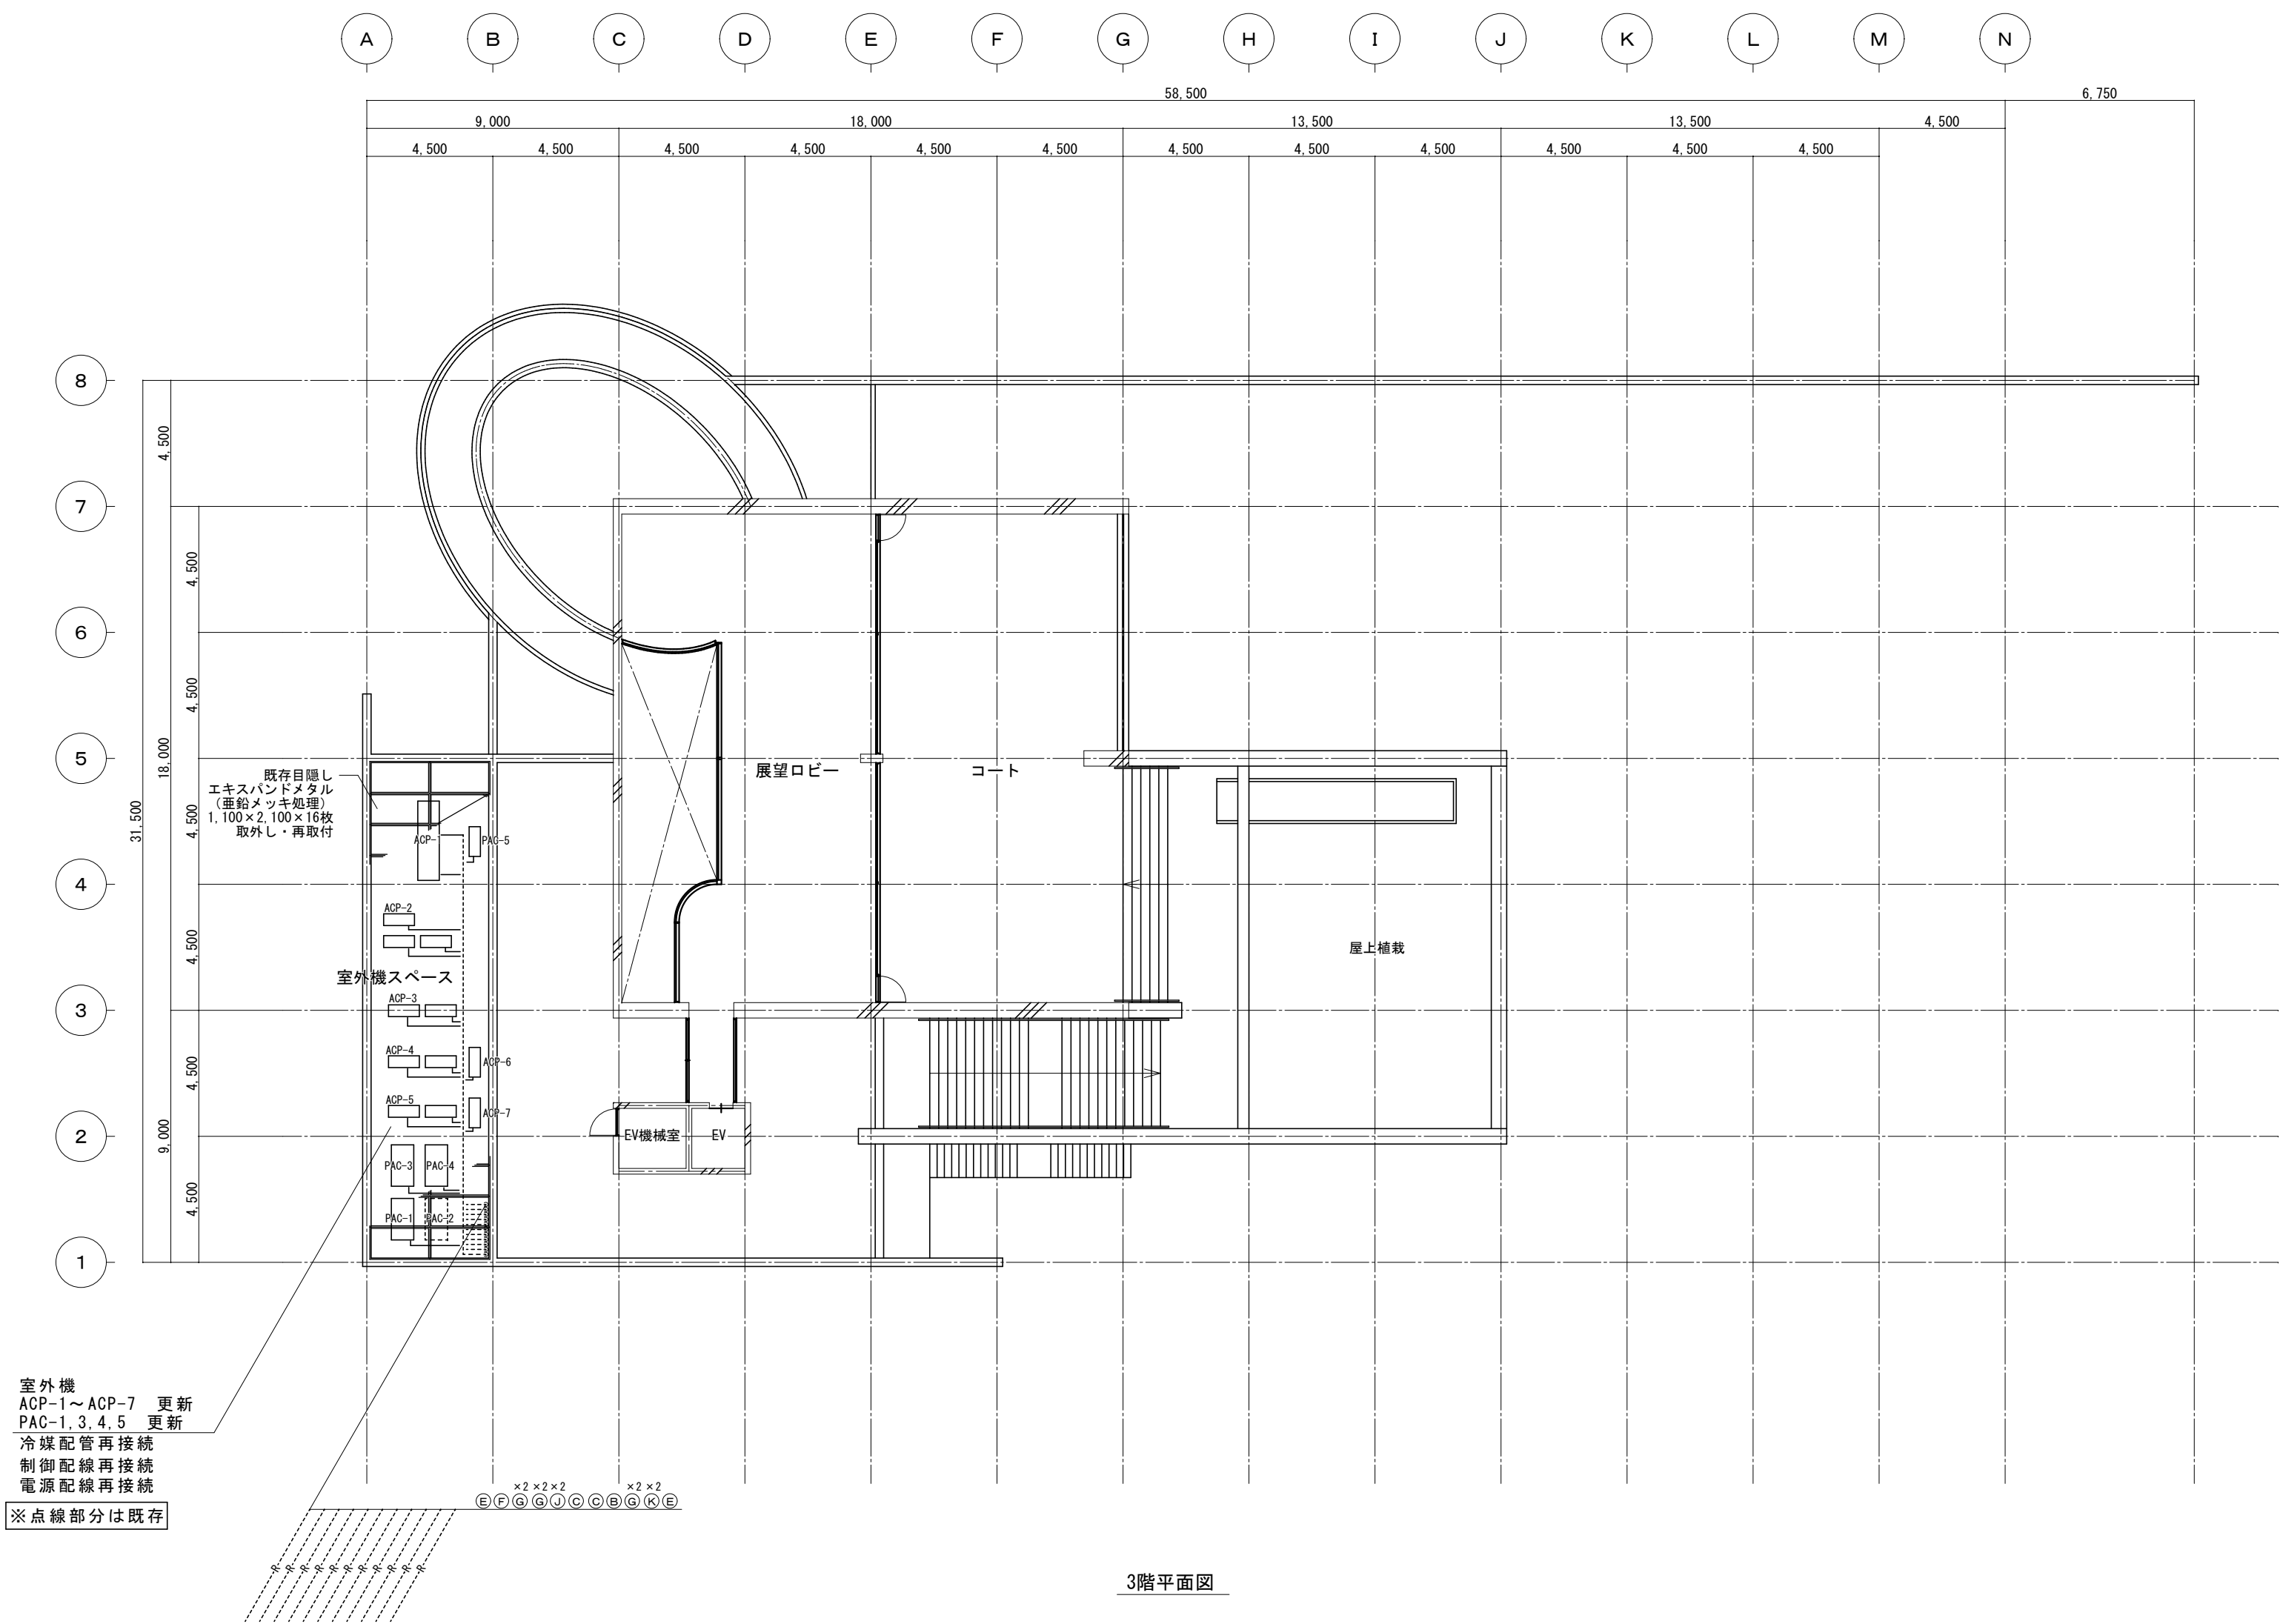 A B C D E F G H I J K L M N
58,500 6,750
9,000 18,000 13,500 13,500 4,500
4,500 4,500 4,500 4,500 4,500 4,500 4,500 4,500 4,500 4,500 4,500 4,500
8
4,500
7
4,500
6
4,500
5
18,000
31,500
4,500
4
4,500
3
4,500
2
9,000
4,500
1
既存目隠し
エキスパンドメタル
（亜鉛メッキ処理）
1,100×2,100×16枚
取外し・再取付
展望ロビー
コート
ACP-1
PAC-5
ACP-2
屋上植栽
室外機スペース
ACP-3
ACP-4
ACP-6
ACP-5
ACP-7
EV機械室
EV
PAC-3
PAC-4
PAC-1
PAC-2
室外機
ACP-1～ACP-7 更新
PAC-1,3,4,5 更新
冷媒配管再接続
制御配線再接続
電源配線再接続
※点線部分は既存
×2 ×2 ×2 ×2 ×2
Ⓔ Ⓕ Ⓖ Ⓖ Ⓙ Ⓒ Ⓒ Ⓑ Ⓖ Ⓚ Ⓔ
R R R R R R R R R R R
3階平面図